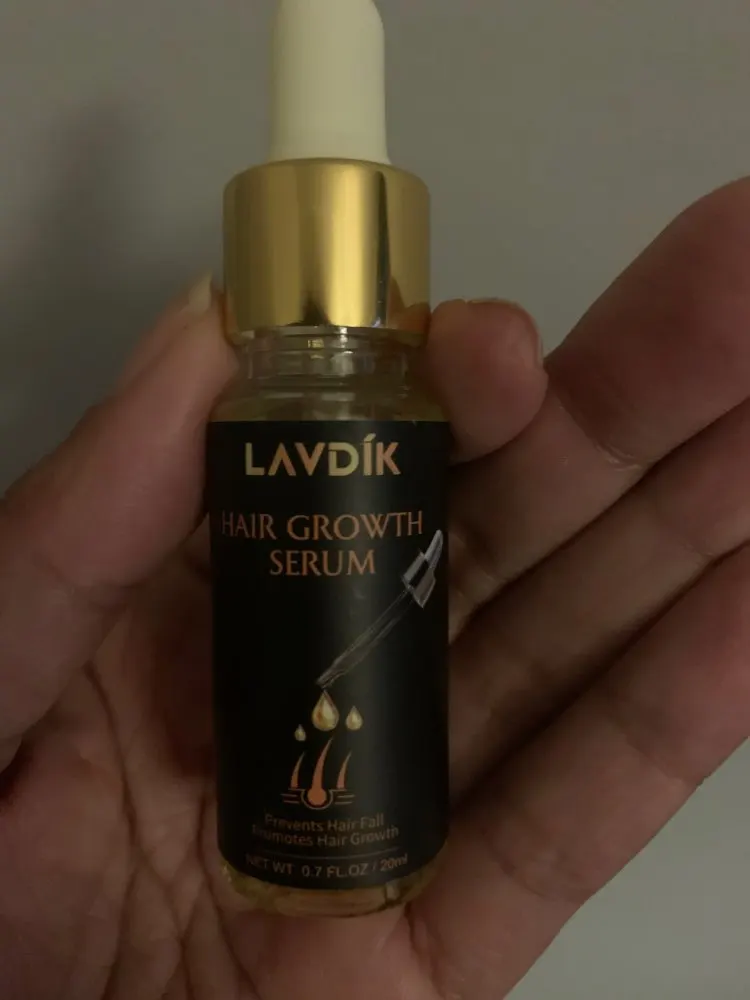 LAVDÍK
HAIR GROWTH
SERUM
Prevents Hair Fall
Promotes Hair Growth
NET WT 0.7 FL.OZ / 20ml